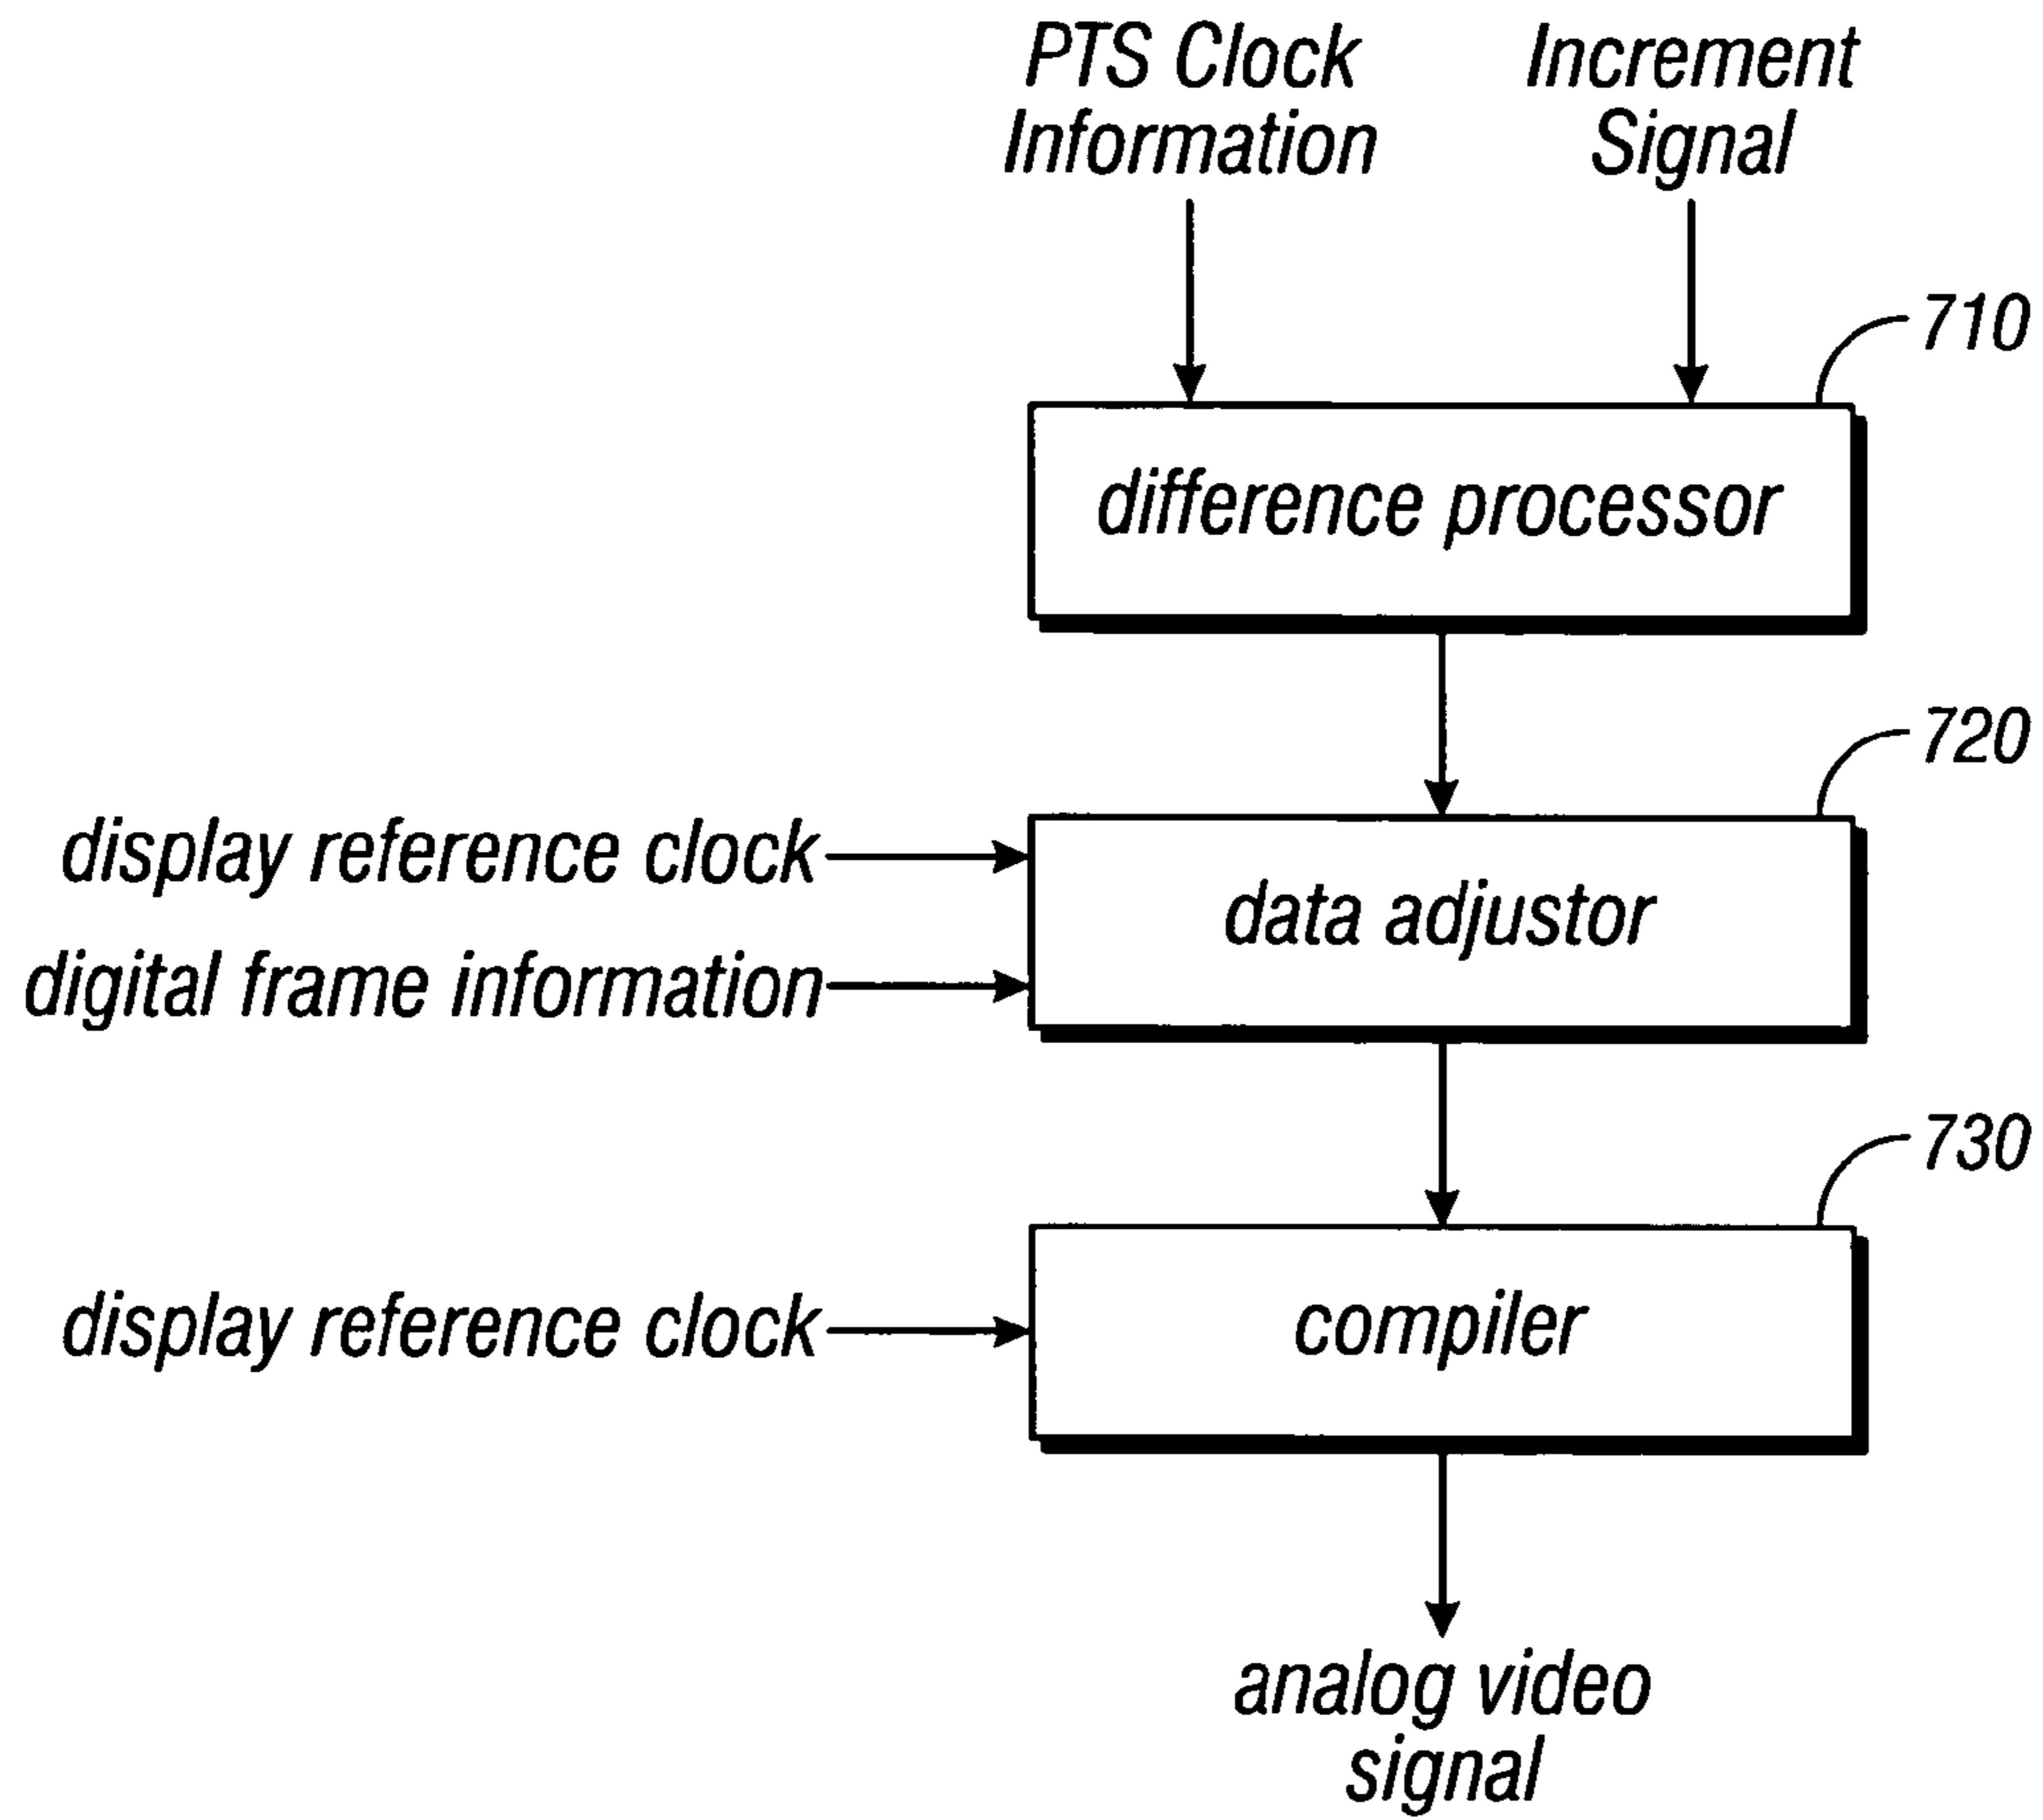 PTS Clock
Information
Increment
Signal
710
difference processor
720
display reference clock
data adjustor
digital frame information
730
display reference clock
compiler
analog video
signal